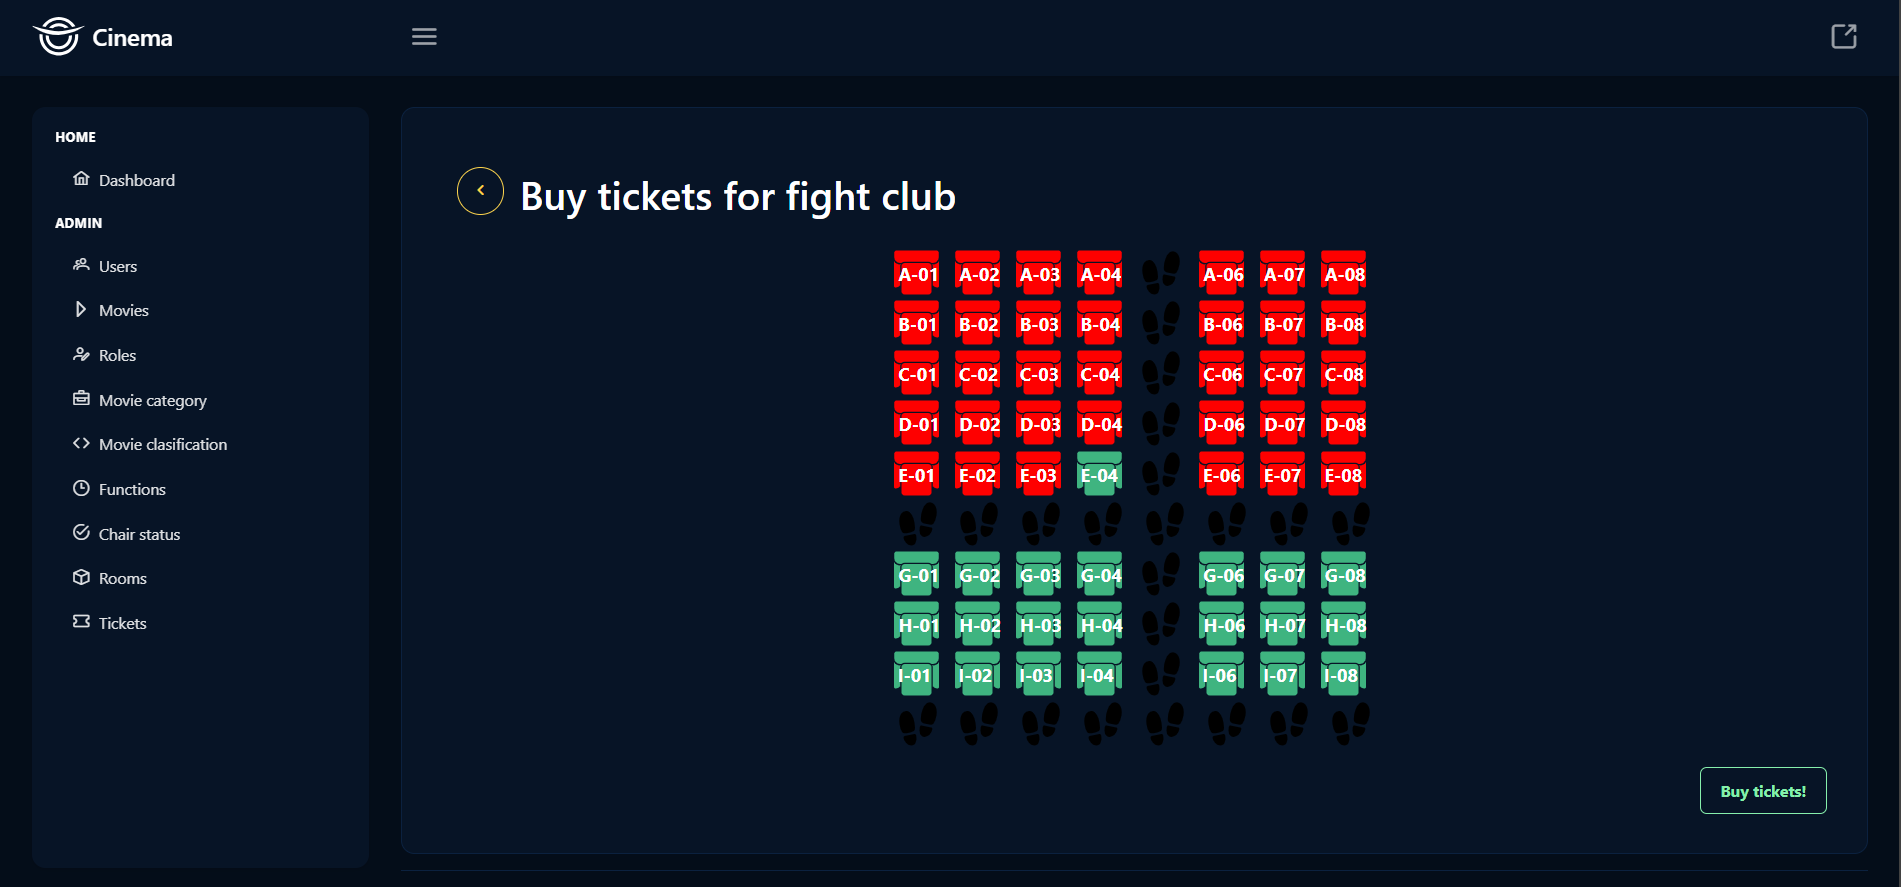 Cinema
HOME
Dashboard
ADMIN
Users
Movies
Roles
Movie category
Movie clasification
Functions
Chair status
Rooms
Tickets
Buy tickets for fight club
A-01 A-02 A-03 A-04 A-06 A-07 A-08
B-01 B-02 B-03 B-04 B-06 B-07 B-08
C-01 C-02 C-03 C-04 C-06 C-07 C-08
D-01 D-02 D-03 D-04 D-06 D-07 D-08
E-01 E-02 E-03 E-04 E-06 E-07 E-08
G-01 G-02 G-03 G-04 G-06 G-07 G-08
H-01 H-02 H-03 H-04 H-06 H-07 H-08
I-01 I-02 I-03 I-04 I-06 I-07 I-08
Buy tickets!